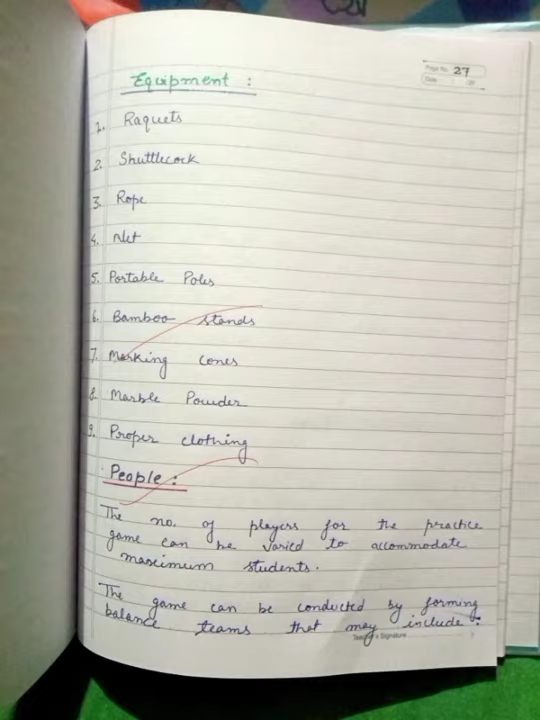 Page No. 27
Date
Equipment :
1. Raquets
2. Shuttlecock
3. Rope
4. Net
5. Portable Poles
6. Bamboo stands
7. Marking cones
8. Marble Powder
9. Proper clothing
People :
The no. of players for the practice
game can be varied to accommodate
maximum students.
The game can be conducted by forming
balance teams that may include :
Teacher's Signature